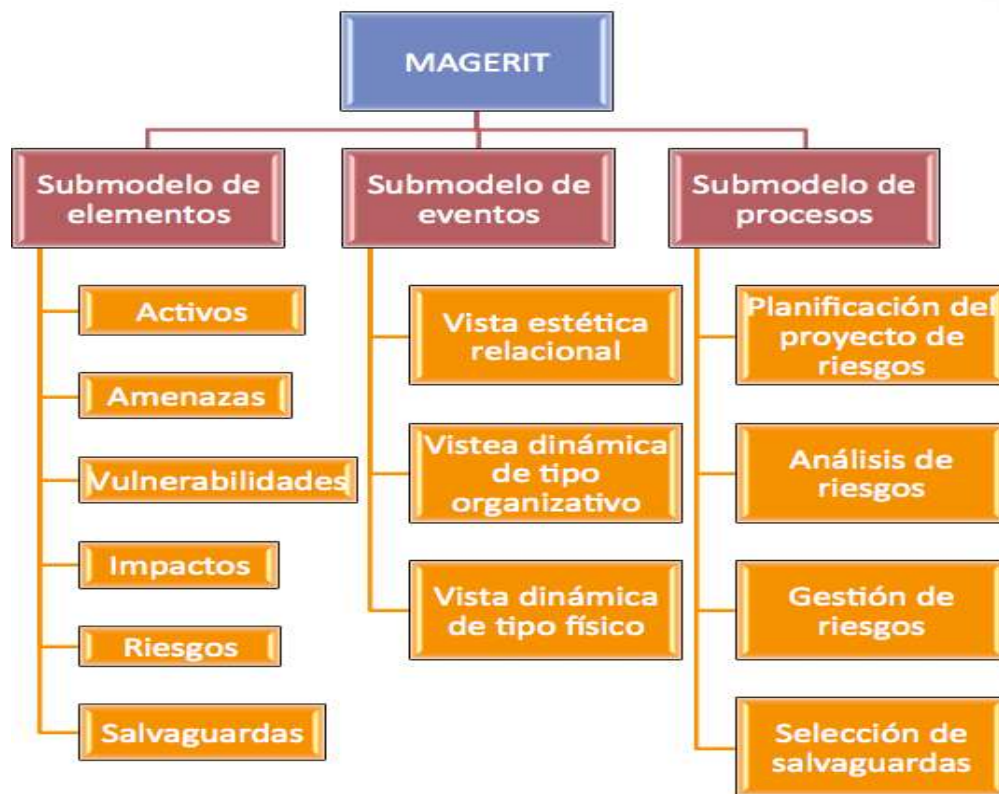 MAGERIT
Submodelo de
elementos
Activos
Amenazas
Vulnerabilidades
Impactos
Riesgos
Salvaguardas
Submodelo de
eventos
Vista estética
relacional
Vistea dinámica
de tipo
organizativo
Vista dinámica
de tipo físico
Submodelo de
procesos
Planificación del
proyecto de
riesgos
Análisis de
riesgos
Gestión de
riesgos
Selección de
salvaguardas